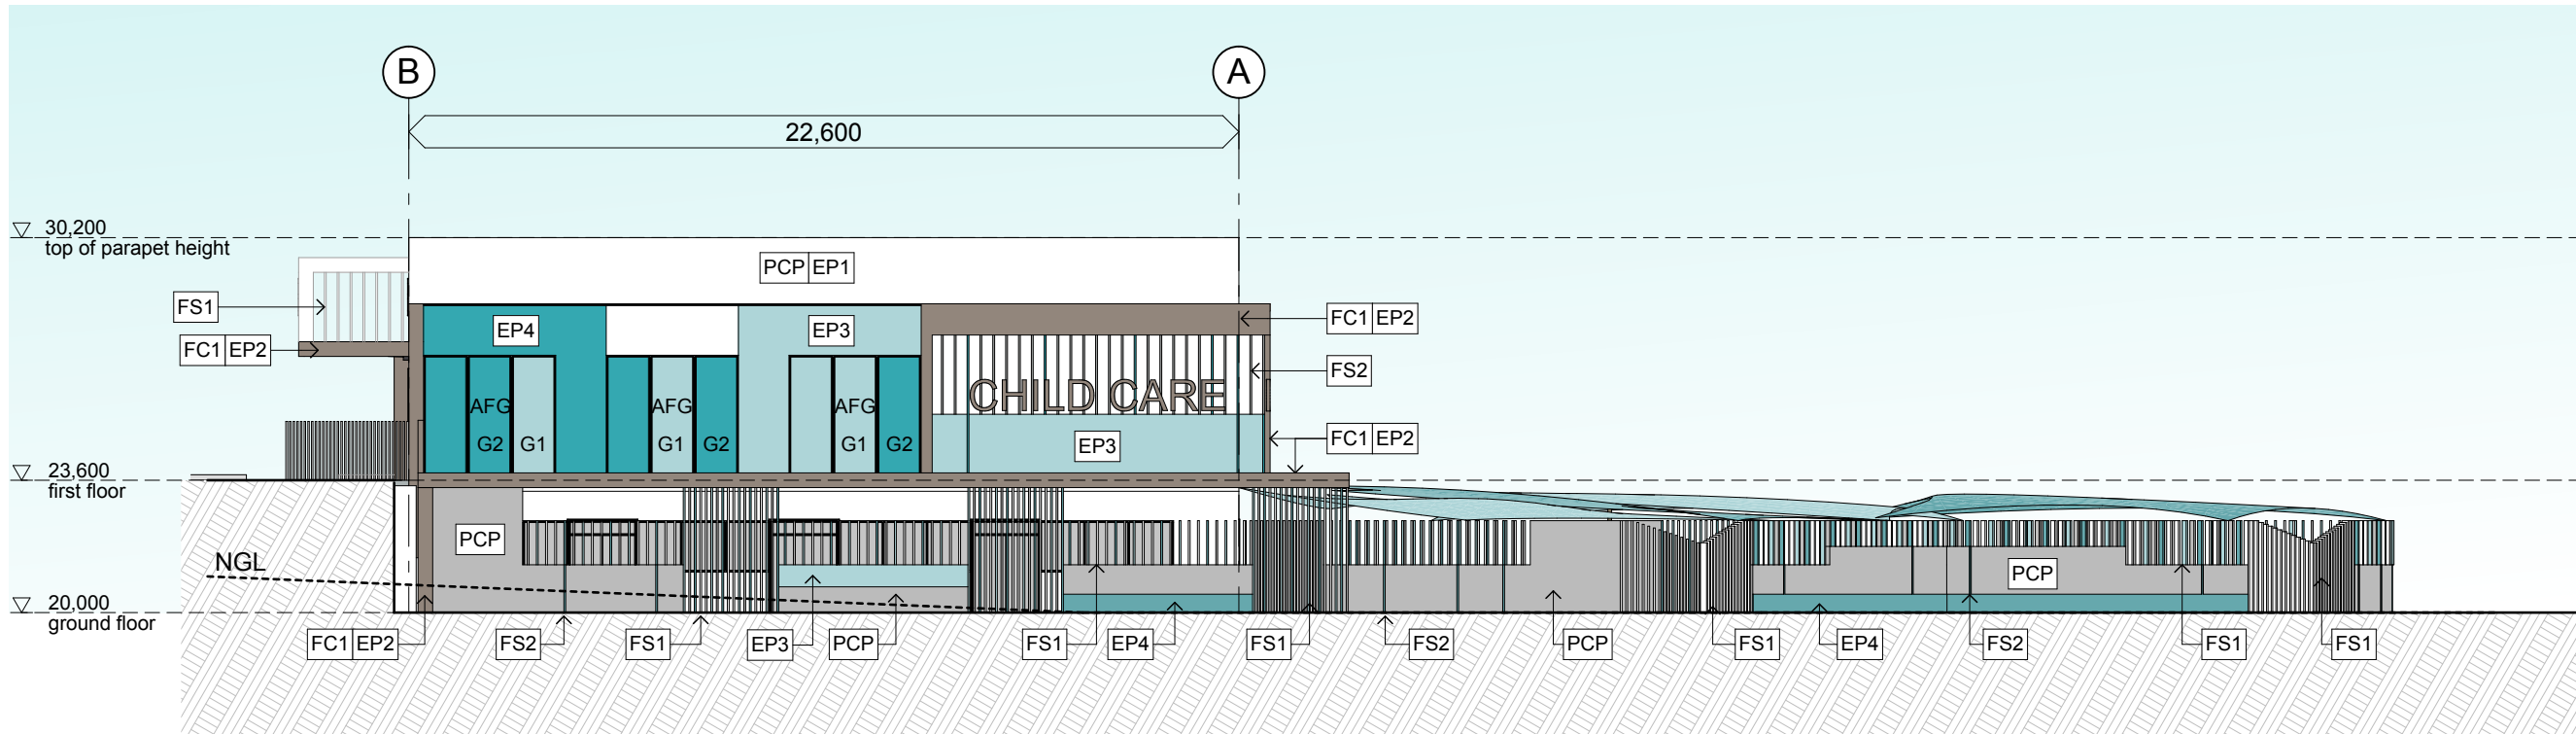 B
A
22,600
30,200
top of parapet height
PCP EP1
FS1
FC1 EP2
EP4
EP3
FC1 EP2
FS2
CHILD CARE
AFG
AFG
AFG
G2
G1
G1
G2
G1
G2
EP3
FC1 EP2
23,600
first floor
PCP
NGL
PCP
20,000
ground floor
FC1 EP2
FS2
FS1
EP3
PCP
FS1
EP4
FS1
FS2
PCP
FS1
EP4
FS2
FS1
FS1